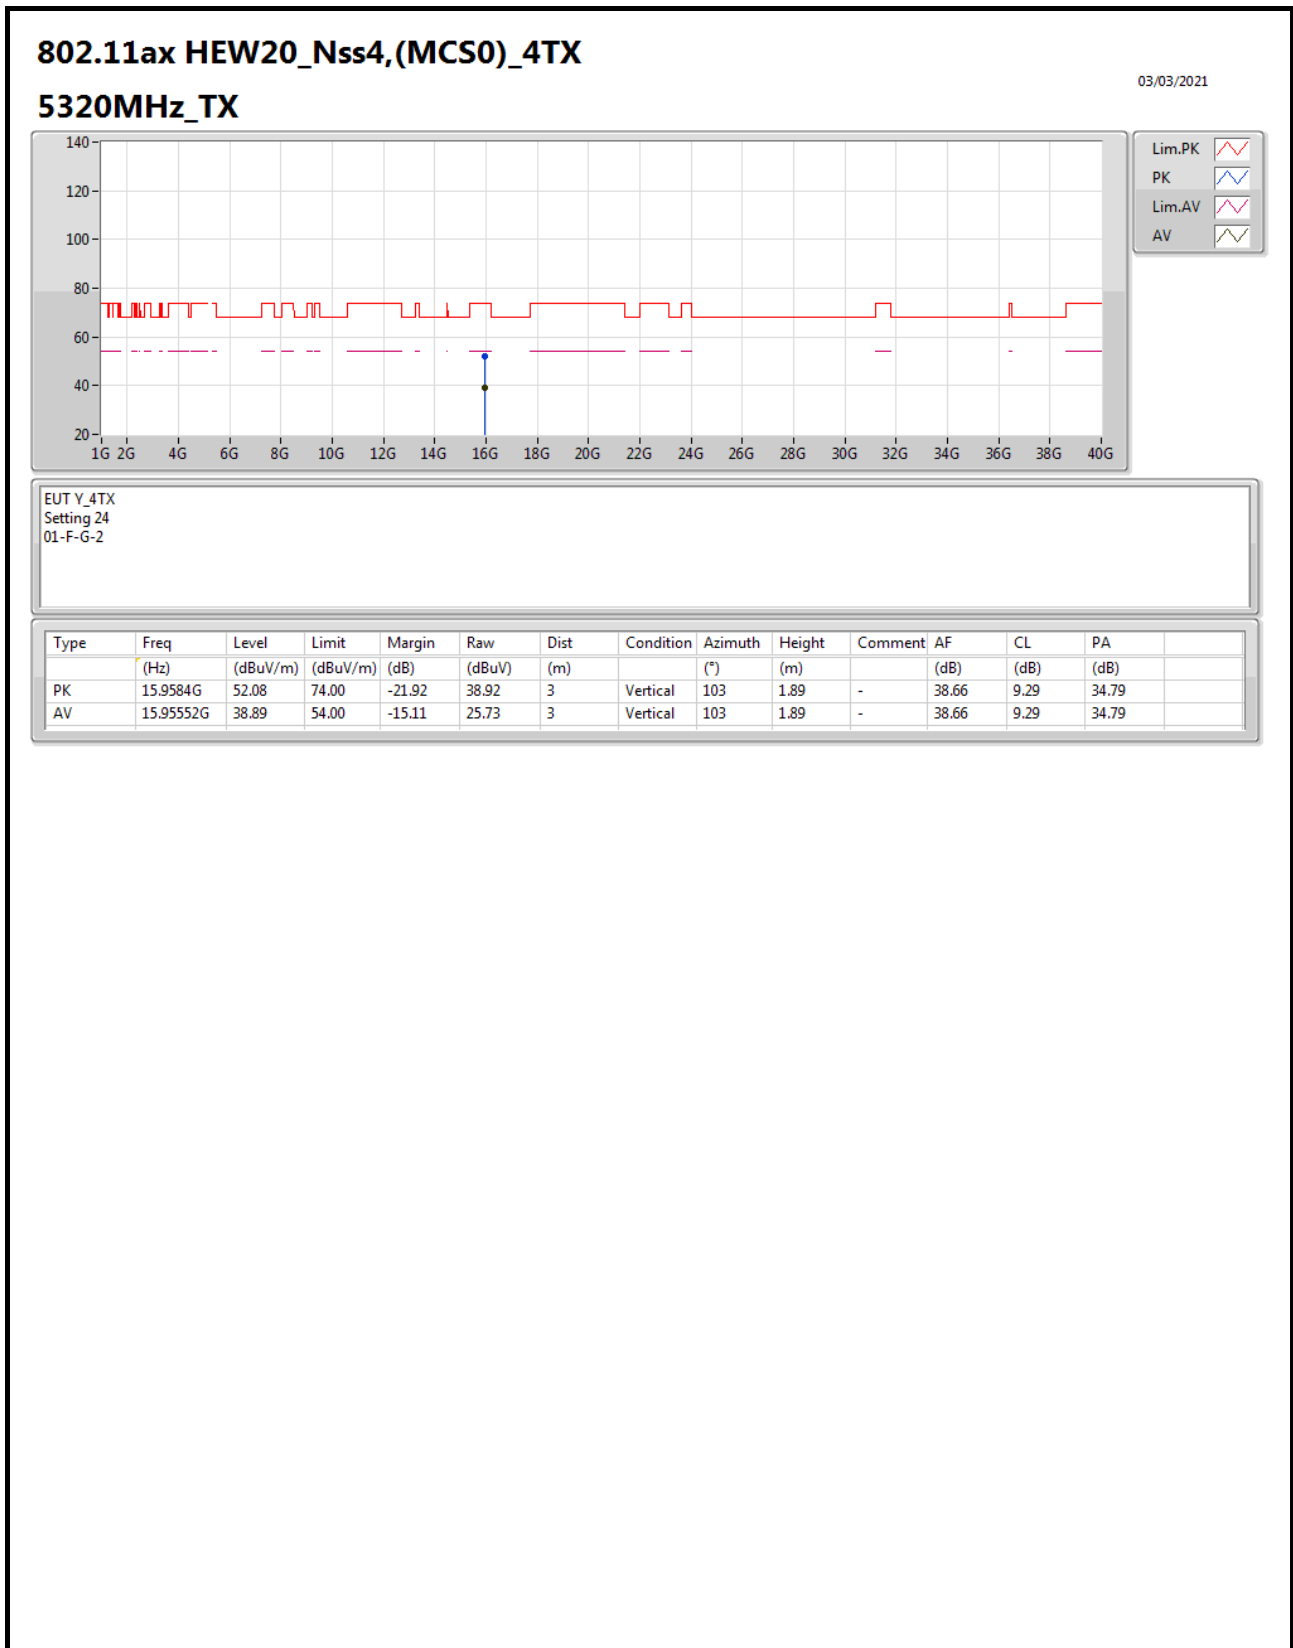 802.11ax HEW20_Nss4,(MCS0)_4TX
03/03/2021
5320MHz_TX
140
120
100
80
60
40
20
1G 2G 4G 6G 8G 10G 12G 14G 16G 18G 20G 22G 24G 26G 28G 30G 32G 34G 36G 38G 40G
Lim.PK
PK
Lim.AV
AV
EUT Y_4TX
Setting 24
01-F-G-2
Type Freq Level Limit Margin Raw Dist Condition Azimuth Height Comment AF CL PA
(Hz) (dBuV/m) (dBuV/m) (dB) (dBuV) (m) (°) (m) (dB) (dB) (dB)
PK 15.9584G 52.08 74.00 -21.92 38.92 3 Vertical 103 1.89 - 38.66 9.29 34.79
AV 15.95552G 38.89 54.00 -15.11 25.73 3 Vertical 103 1.89 - 38.66 9.29 34.79